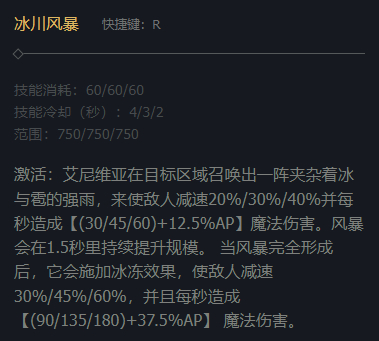 冰川风暴 快捷键：R
技能消耗：60/60/60
技能冷却（秒）：4/3/2
范围：750/750/750
激活：艾尼维亚在目标区域召唤出一阵夹杂着冰
与雹的强雨，来使敌人减速20%/30%/40%并每
秒造成【(30/45/60)+12.5%AP】魔法伤害。风暴
会在1.5秒里持续提升规模。 当风暴完全形成
后，它会施加冰冻效果，使敌人减速
30%/45%/60%，并且每秒造成
【(90/135/180)+37.5%AP】 魔法伤害。